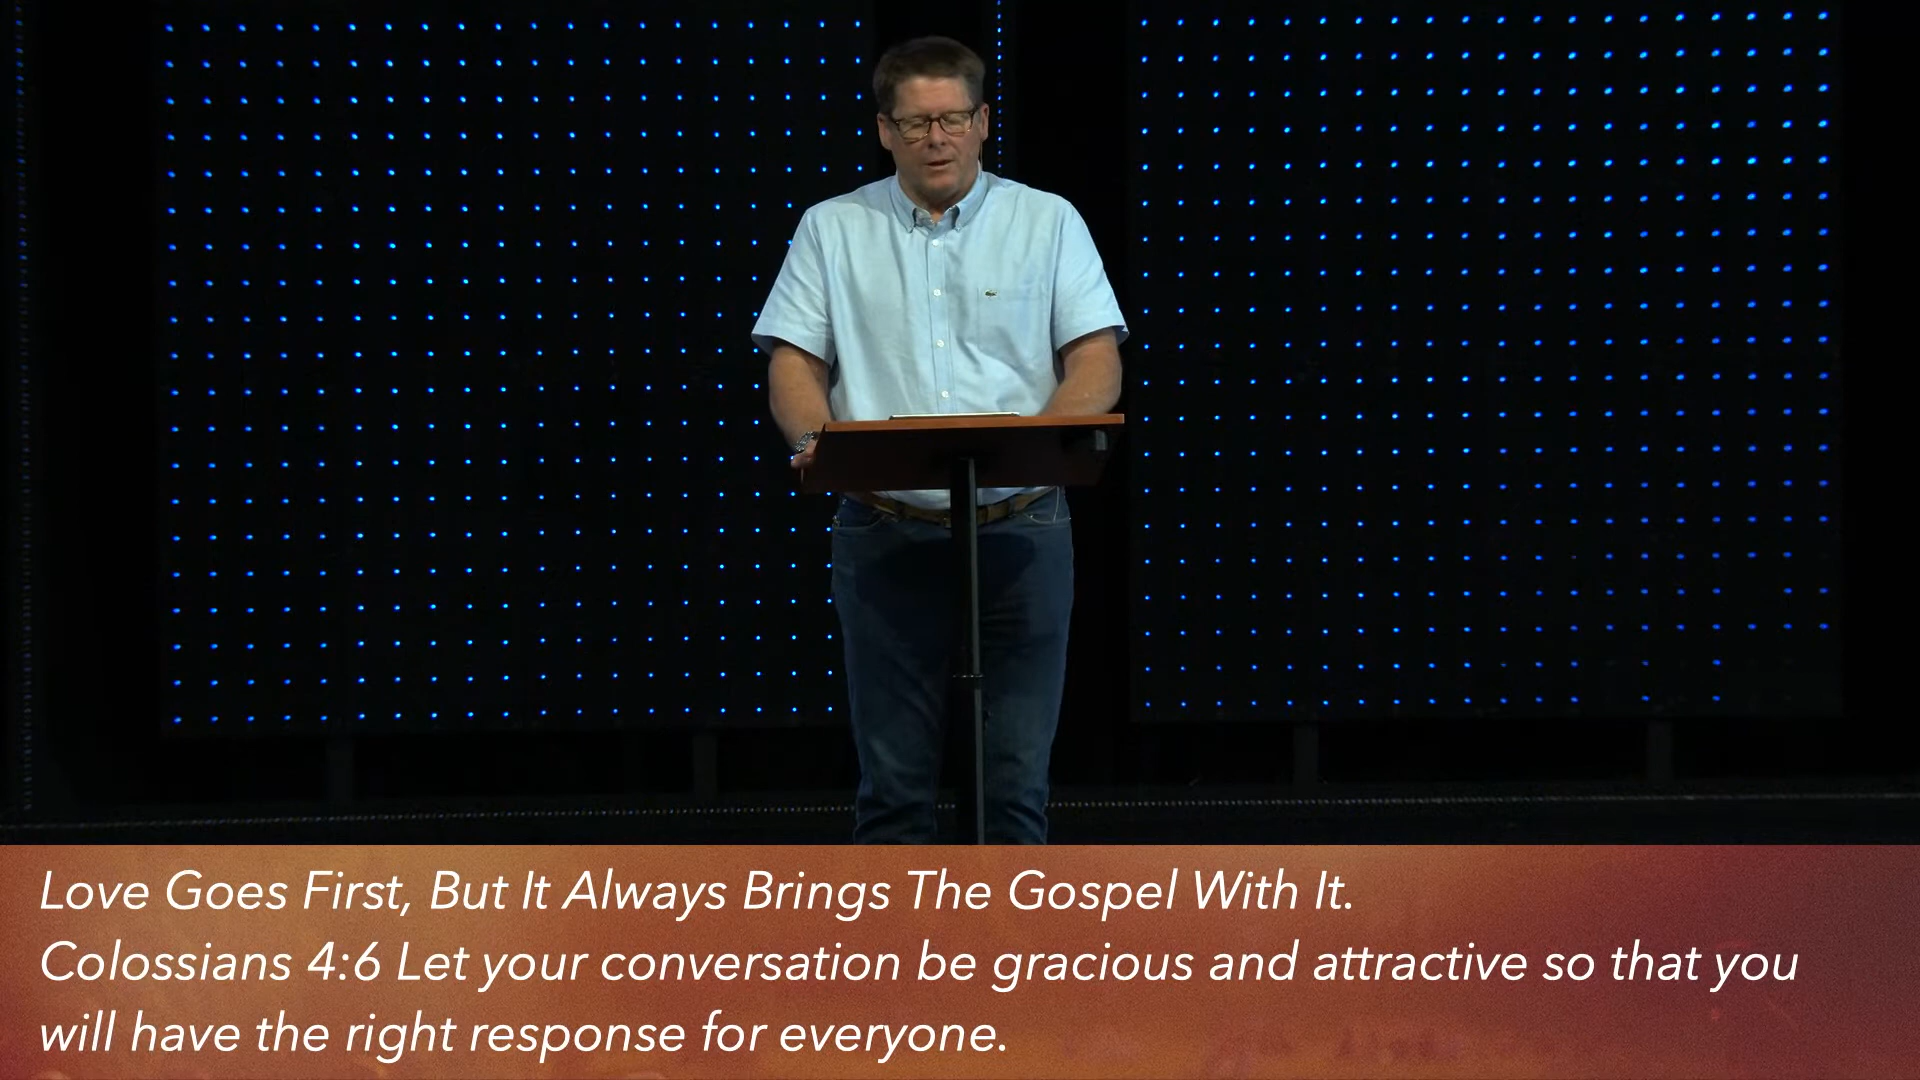 Love Goes First, But It Always Brings The Gospel With It.
Colossians 4:6 Let your conversation be gracious and attractive so that you
will have the right response for everyone.